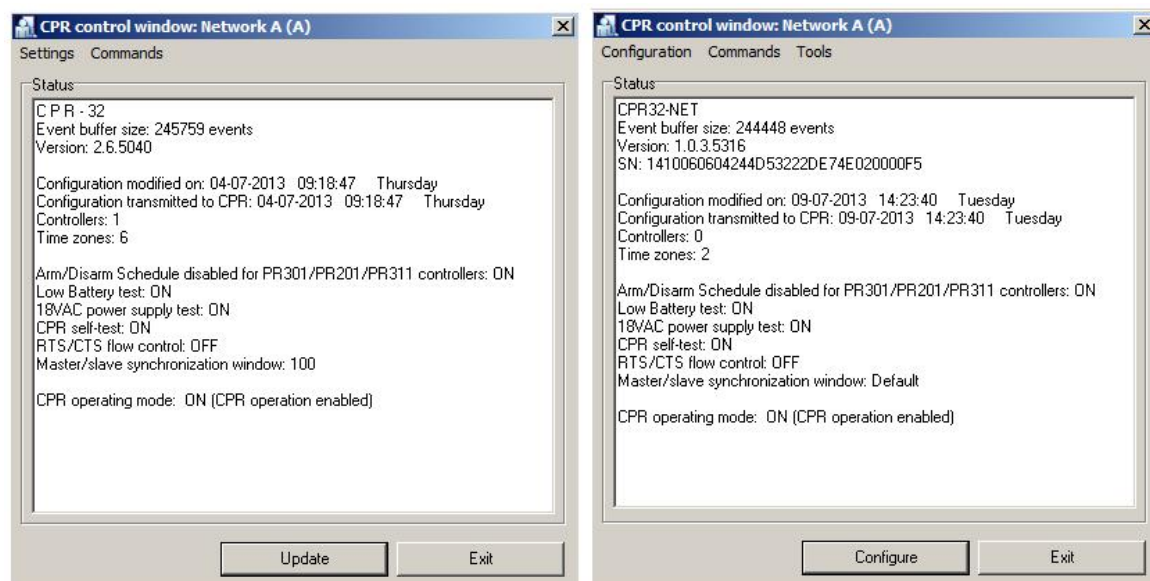 CPR control window: Network A (A)
Settings Commands
Status
C P R - 32
Event buffer size: 245759 events
Version: 2.6.5040
Configuration modified on: 04-07-2013 09:18:47 Thursday
Configuration transmitted to CPR: 04-07-2013 09:18:47 Thursday
Controllers: 1
Time zones: 6
Arm/Disarm Schedule disabled for PR301/PR201/PR311 controllers: ON
Low Battery test: ON
18VAC power supply test: ON
CPR self-test: ON
RTS/CTS flow control: OFF
Master/slave synchronization window: 100
CPR operating mode: ON (CPR operation enabled)
Update Exit
CPR control window: Network A (A)
Configuration Commands Tools
Status
CPR32-NET
Event buffer size: 244448 events
Version: 1.0.3.5316
SN: 1410060604244D53222DE74E020000F5
Configuration modified on: 09-07-2013 14:23:40 Tuesday
Configuration transmitted to CPR: 09-07-2013 14:23:40 Tuesday
Controllers: 0
Time zones: 2
Arm/Disarm Schedule disabled for PR301/PR201/PR311 controllers: ON
Low Battery test: ON
18VAC power supply test: ON
CPR self-test: ON
RTS/CTS flow control: OFF
Master/slave synchronization window: Default
CPR operating mode: ON (CPR operation enabled)
Configure Exit